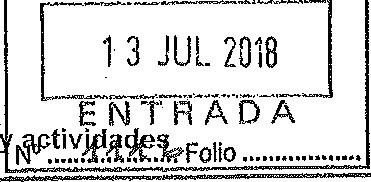 13 JUL 2018
ENTRADA
y actividades
Nº ........ Folio ................